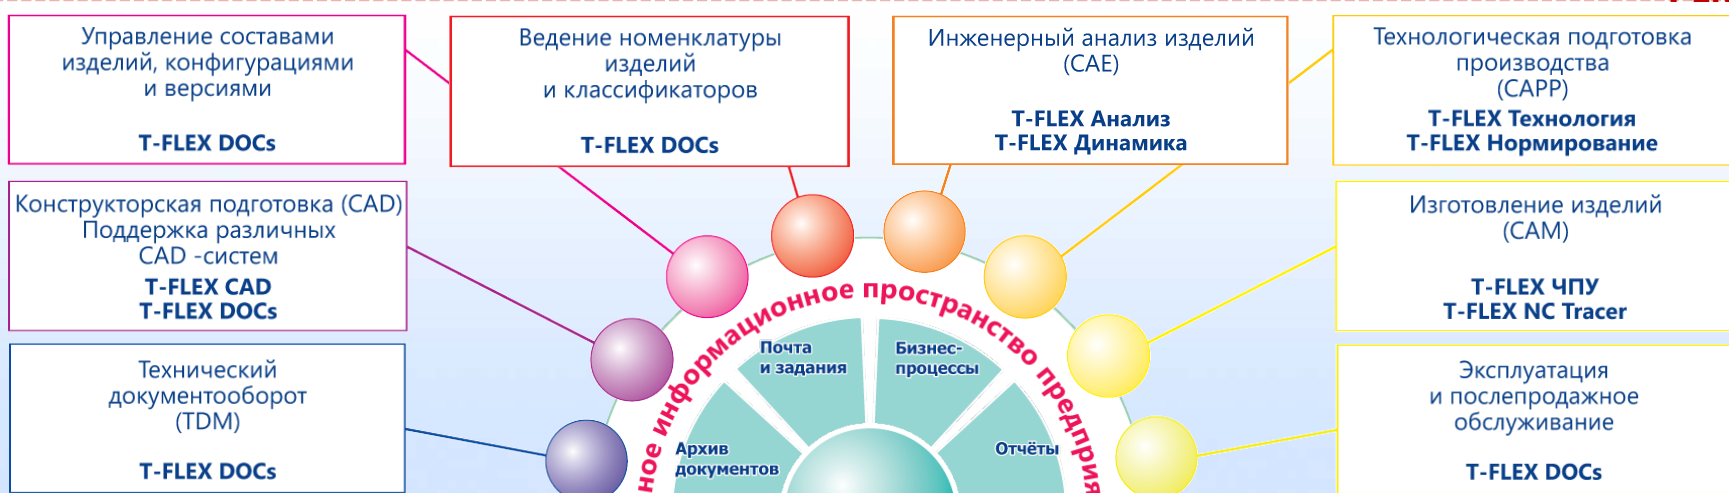 Управление составами
изделий, конфигурациями
и версиями
T-FLEX DOCs
Ведение номенклатуры
изделий
и классификаторов
T-FLEX DOCs
Инженерный анализ изделий
(CAE)
T-FLEX Анализ
T-FLEX Динамика
Технологическая подготовка
производства
(CAPP)
T-FLEX Технология
T-FLEX Нормирование
Конструкторская подготовка (CAD)
Поддержка различных
CAD -систем
T-FLEX CAD
T-FLEX DOCs
Изготовление изделий
(CAM)
T-FLEX ЧПУ
T-FLEX NC Tracer
Технический
документооборот
(TDM)
T-FLEX DOCs
Эксплуатация
и послепродажное
обслуживание
T-FLEX DOCs
ное информационное пространство предприя
Почта
и задания
Бизнес-
процессы
Архив
документов
Отчёты